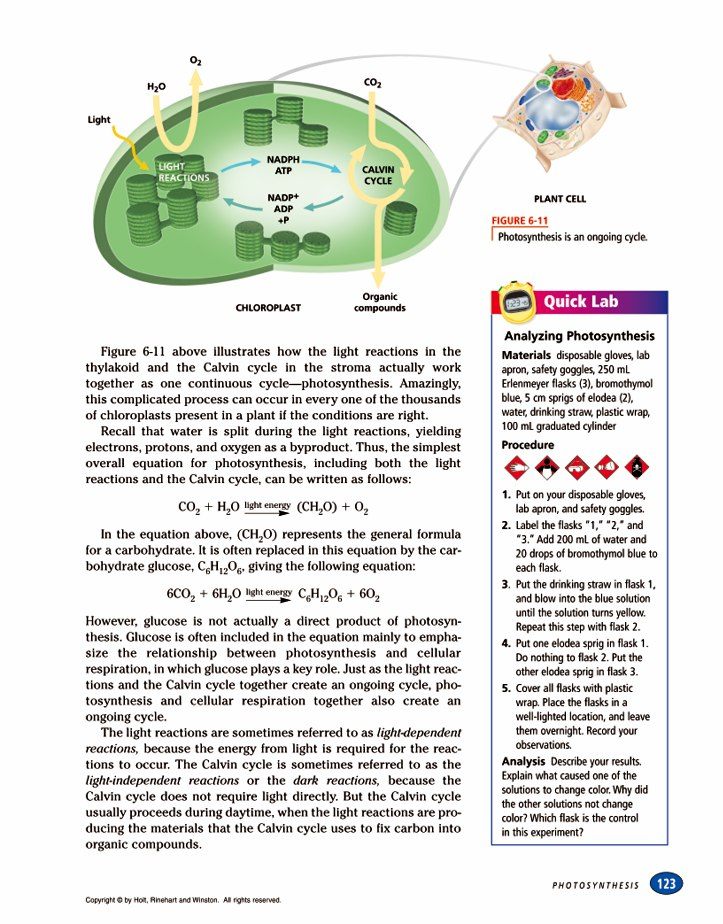 O2
H2O
CO2
Light
LIGHT
REACTIONS
NADPH
ATP
CALVIN
CYCLE
NADP+
ADP
+P
PLANT CELL
FIGURE 6-11
Photosynthesis is an ongoing cycle.
CHLOROPLAST
Organic
compounds
Figure 6-11 above illustrates how the light reactions in the
thylakoid and the Calvin cycle in the stroma actually work
together as one continuous cycle—photosynthesis. Amazingly,
this complicated process can occur in every one of the thousands
of chloroplasts present in a plant if the conditions are right.
Recall that water is split during the light reactions, yielding
electrons, protons, and oxygen as a byproduct. Thus, the simplest
overall equation for photosynthesis, including both the light
reactions and the Calvin cycle, can be written as follows:
CO2 + H2O light energy (CH2O) + O2
In the equation above, (CH2O) represents the general formula
for a carbohydrate. It is often replaced in this equation by the car-
bohydrate glucose, C6H12O6, giving the following equation:
6CO2 + 6H2O light energy C6H12O6 + 6O2
However, glucose is not actually a direct product of photosyn-
thesis. Glucose is often included in the equation mainly to empha-
size the relationship between photosynthesis and cellular
respiration, in which glucose plays a key role. Just as the light reac-
tions and the Calvin cycle together create an ongoing cycle, pho-
tosynthesis and cellular respiration together also create an
ongoing cycle.
The light reactions are sometimes referred to as light-dependent
reactions, because the energy from light is required for the reac-
tions to occur. The Calvin cycle is sometimes referred to as the
light-independent reactions or the dark reactions, because the
Calvin cycle does not require light directly. But the Calvin cycle
usually proceeds during daytime, when the light reactions are pro-
ducing the materials that the Calvin cycle uses to fix carbon into
organic compounds.
Quick Lab
Analyzing Photosynthesis
Materials disposable gloves, lab
apron, safety goggles, 250 mL
Erlenmeyer flasks (3), bromothymol
blue, 5 cm sprigs of elodea (2),
water, drinking straw, plastic wrap,
100 mL graduated cylinder
Procedure
1. Put on your disposable gloves,
lab apron, and safety goggles.
2. Label the flasks "1," "2," and
"3." Add 200 mL of water and
20 drops of bromothymol blue to
each flask.
3. Put the drinking straw in flask 1,
and blow into the blue solution
until the solution turns yellow.
Repeat this step with flask 2.
4. Put one elodea sprig in flask 1.
Do nothing to flask 2. Put the
other elodea sprig in flask 3.
5. Cover all flasks with plastic
wrap. Place the flasks in a
well-lighted location, and leave
them overnight. Record your
observations.
Analysis Describe your results.
Explain what caused one of the
solutions to change color. Why did
the other solutions not change
color? Which flask is the control
in this experiment?
PHOTOSYNTHESIS 123
Copyright © by Holt, Rinehart and Winston. All rights reserved.